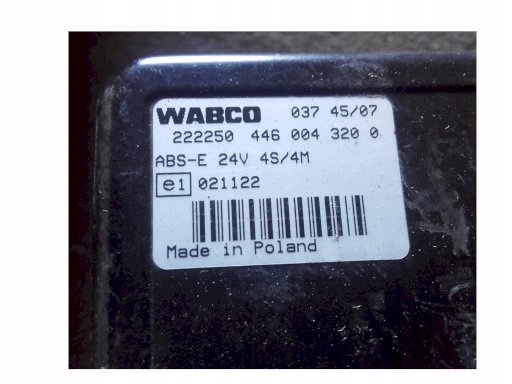 WABCO 037 45/07
222250 446 004 320 0
ABS-E 24V 4S/4M
e1 021122
Made in Poland